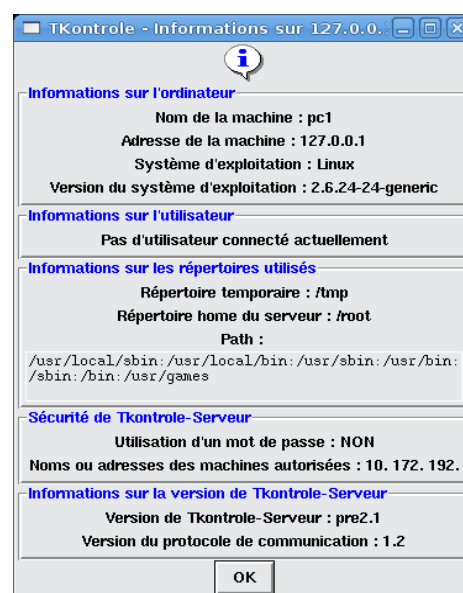 TKontrole - Informations sur 127.0.0.
Informations sur l'ordinateur
Nom de la machine : pc1
Adresse de la machine : 127.0.0.1
Système d'exploitation : Linux
Version du système d'exploitation : 2.6.24-24-generic
Informations sur l'utilisateur
Pas d'utilisateur connecté actuellement
Informations sur les répertoires utilisés
Répertoire temporaire : /tmp
Répertoire home du serveur : /root
Path :
/usr/local/sbin:/usr/local/bin:/usr/sbin:/usr/bin:
/sbin:/bin:/usr/games
Sécurité de Tkontrole-Serveur
Utilisation d'un mot de passe : NON
Noms ou adresses des machines autorisées : 10. 172. 192.
Informations sur la version de Tkontrole-Serveur
Version de Tkontrole-Serveur : pre2.1
Version du protocole de communication : 1.2
OK